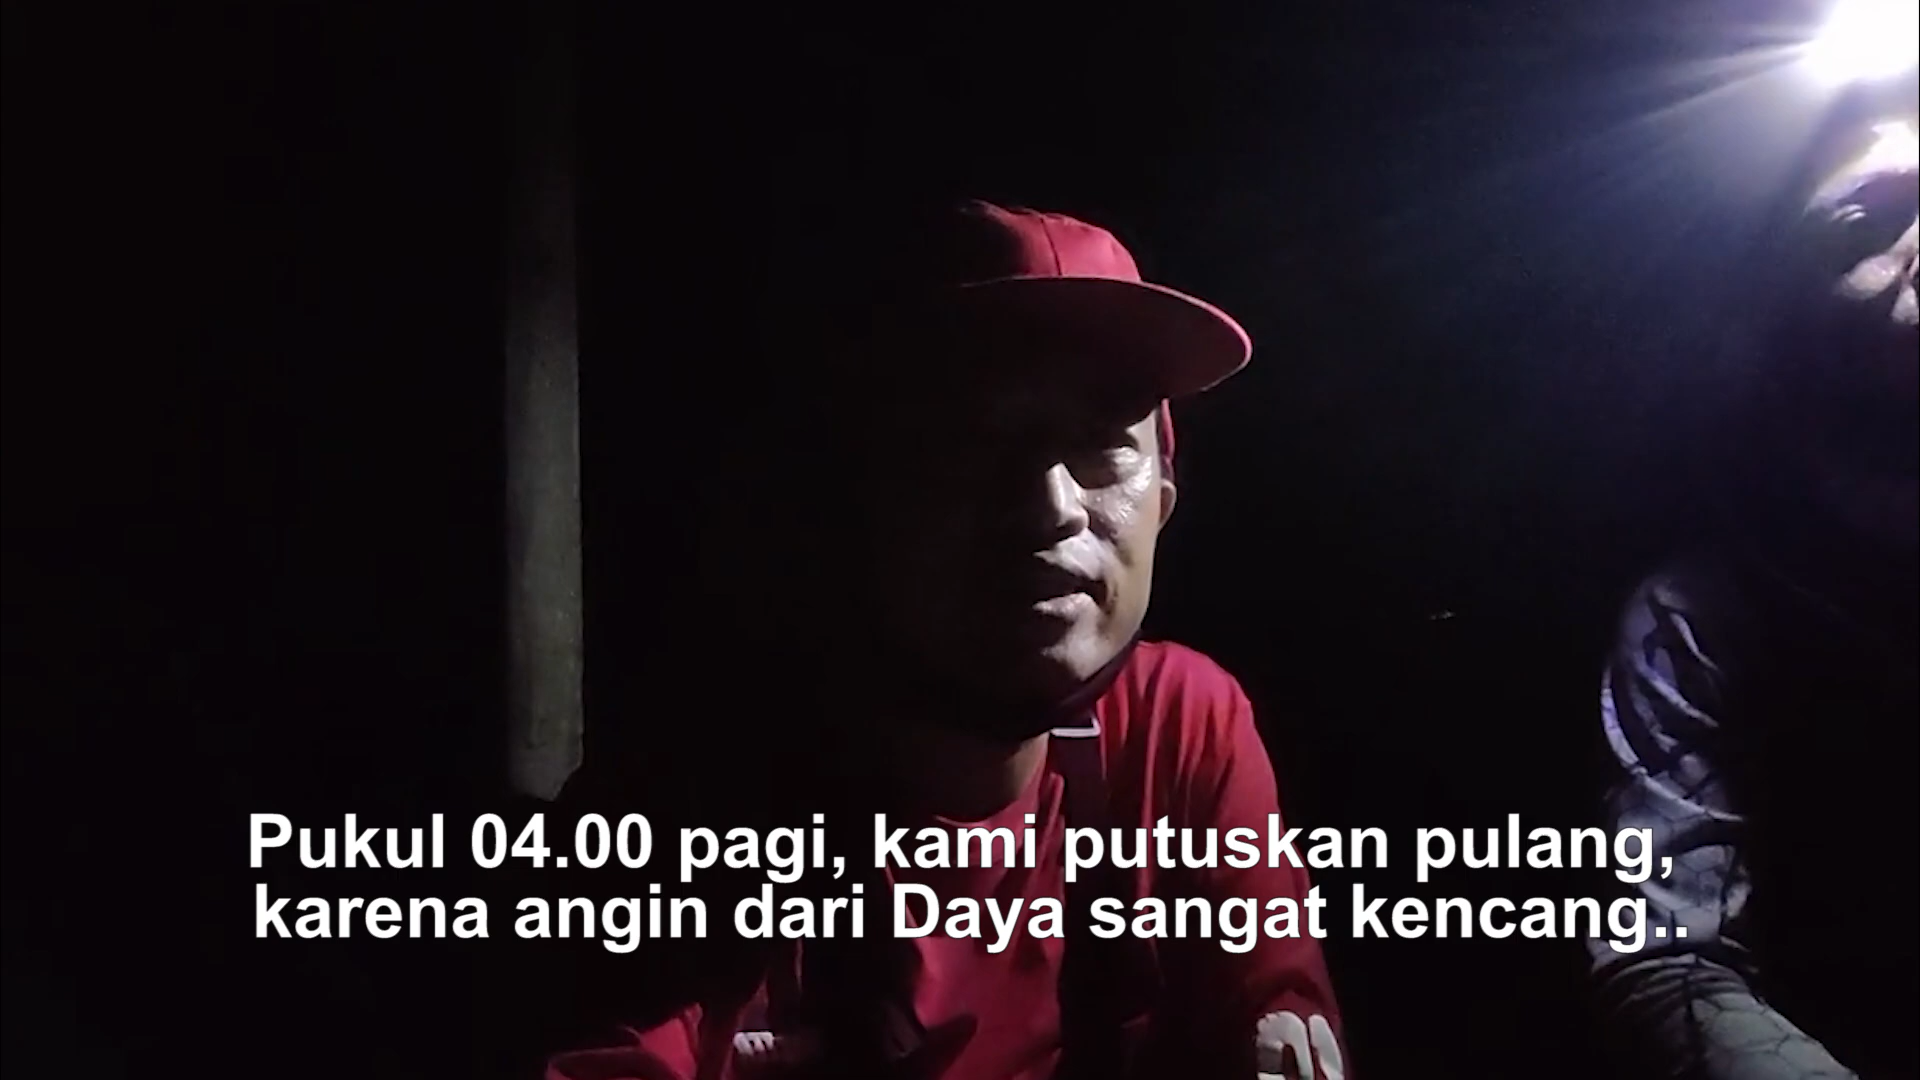 Pukul 04.00 pagi, kami putuskan pulang,
karena angin dari Daya sangat kencang..